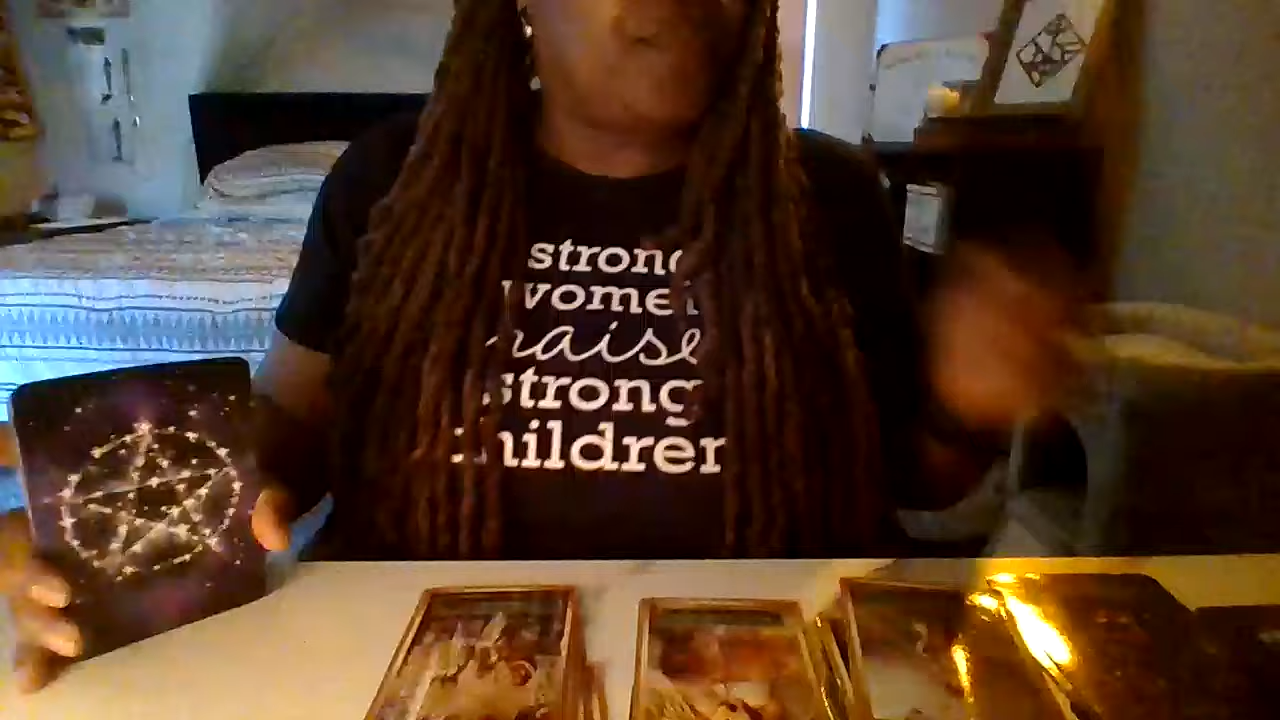 strong
women
raise
strong
children